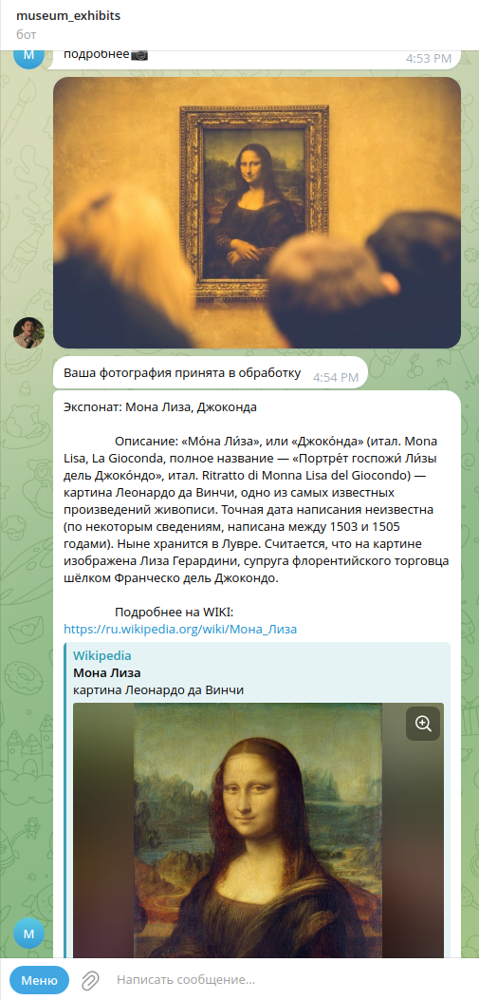 museum_exhibits
бот
М
подробнее📷
4:53 PM
Ваша фотография принята в обработку
4:54 PM
Экспонат: Мона Лиза, Джоконда
Описание: «Мо́на Ли́за», или «Джоко́нда» (итал. Mona
Lisa, La Gioconda, полное название — «Портре́т госпожи́ Ли́зы
дель Джоко́ндо», итал. Ritratto di Monna Lisa del Giocondo) —
картина Леонардо да Винчи, одно из самых известных
произведений живописи. Точная дата написания неизвестна
(по некоторым сведениям, написана между 1503 и 1505
годами). Ныне хранится в Лувре. Считается, что на картине
изображена Лиза Герардини, супруга флорентийского торговца
шёлком Франческо дель Джокондо.
Подробнее на WIKI:
https://ru.wikipedia.org/wiki/Мона_Лиза
Wikipedia
Мона Лиза
картина Леонардо да Винчи
М
Меню
Написать сообщение...